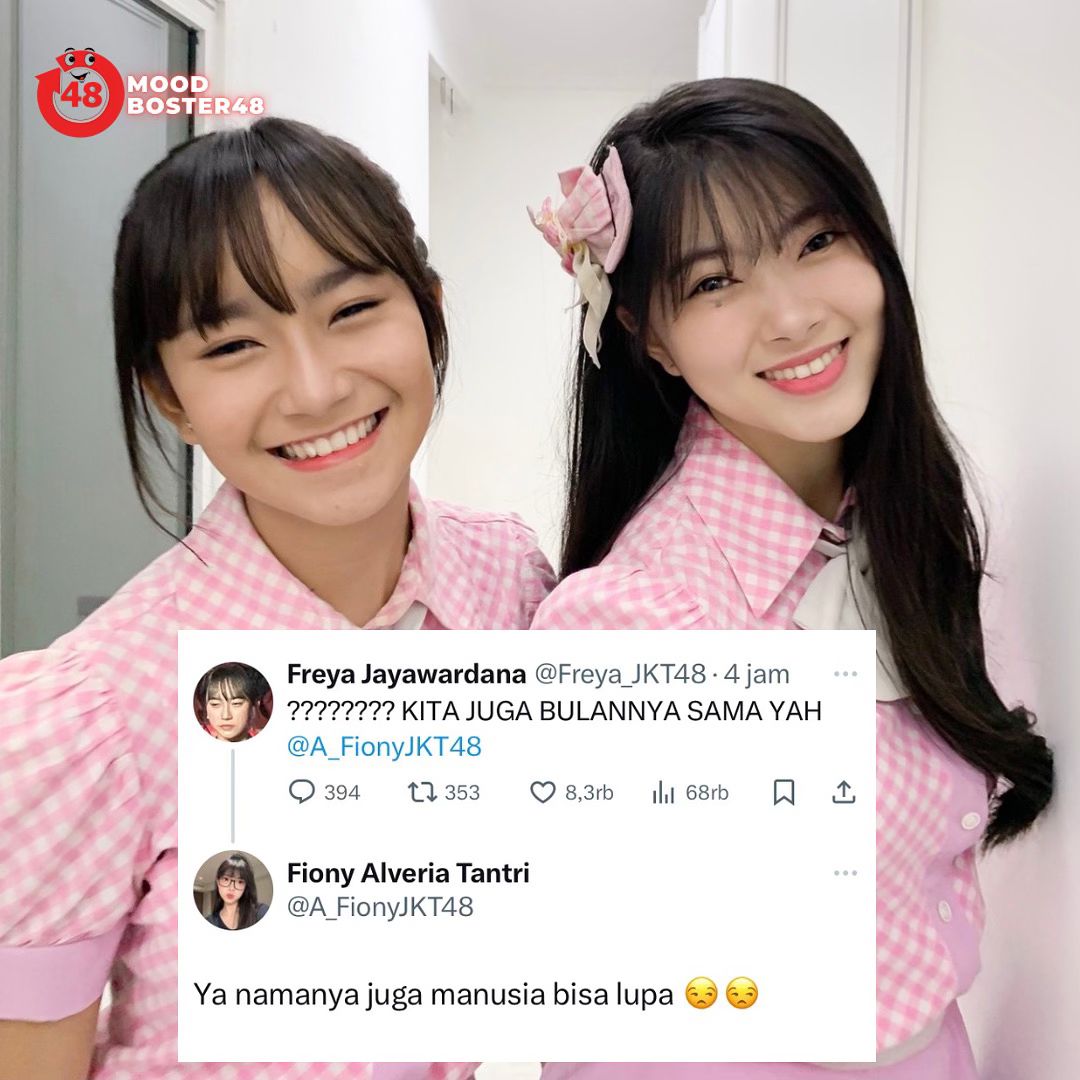 48
MOOD
BOSTER48
Freya Jayawardana @Freya_JKT48 · 4 jam
???????? KITA JUGA BULANNYA SAMA YAH
@A_FionyJKT48
394 353 8,3rb 68rb
Fiony Alveria Tantri
@A_FionyJKT48
Ya namanya juga manusia bisa lupa 😒😒